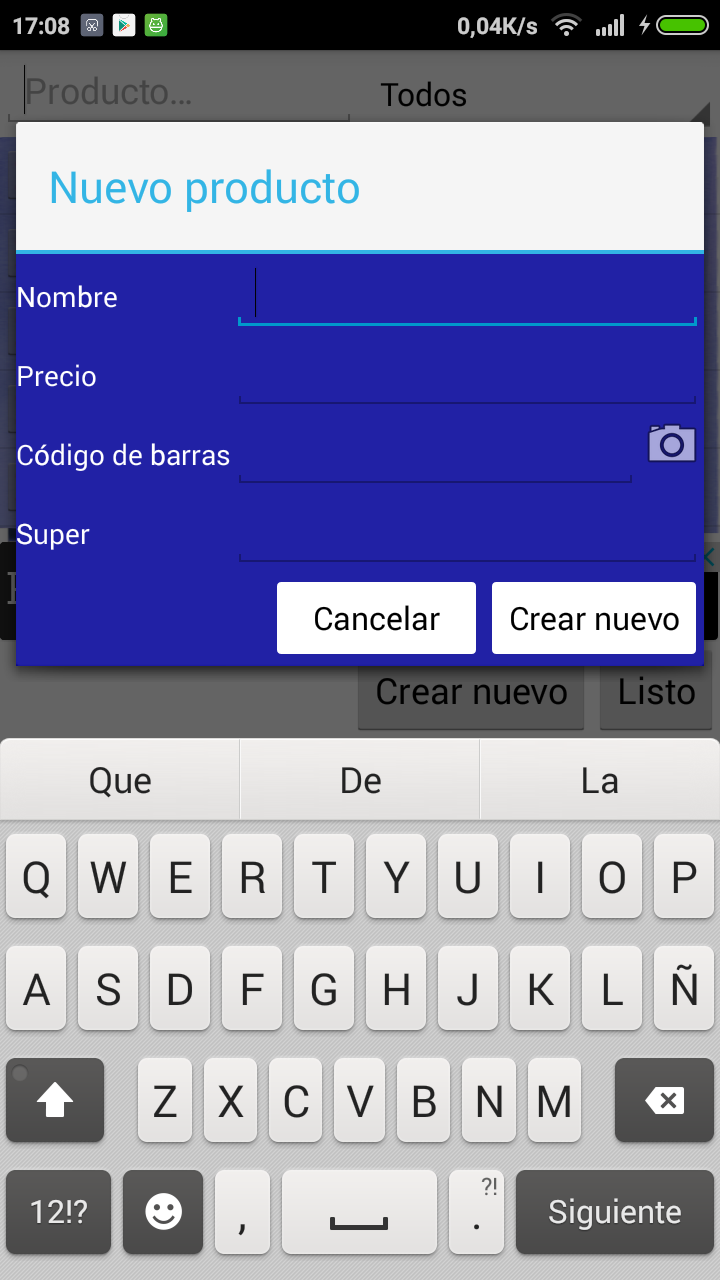 17:08 0,04K/s
Producto... Todos
Nuevo producto
Nombre
Precio
Código de barras
Super
Cancelar Crear nuevo
Crear nuevo Listo
Que De La
Q W E R T Y U I O P
A S D F G H J K L Ñ
Z X C V B N M
12!? , . ?! Siguiente